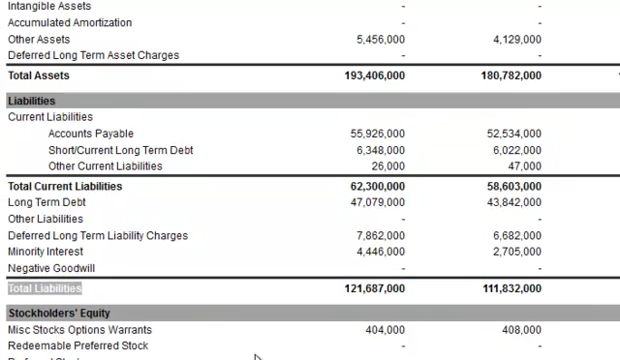 Intangible Assets - -
Accumulated Amortization - -
Other Assets 5,456,000 4,129,000
Deferred Long Term Asset Charges - -
Total Assets 193,406,000 180,782,000
Liabilities
Current Liabilities
Accounts Payable 55,926,000 52,534,000
Short/Current Long Term Debt 6,348,000 6,022,000
Other Current Liabilities 26,000 47,000
Total Current Liabilities 62,300,000 58,603,000
Long Term Debt 47,079,000 43,842,000
Other Liabilities - -
Deferred Long Term Liability Charges 7,862,000 6,682,000
Minority Interest 4,446,000 2,705,000
Negative Goodwill - -
Total Liabilities 121,687,000 111,832,000
Stockholders' Equity
Misc Stocks Options Warrants 404,000 408,000
Redeemable Preferred Stock - -